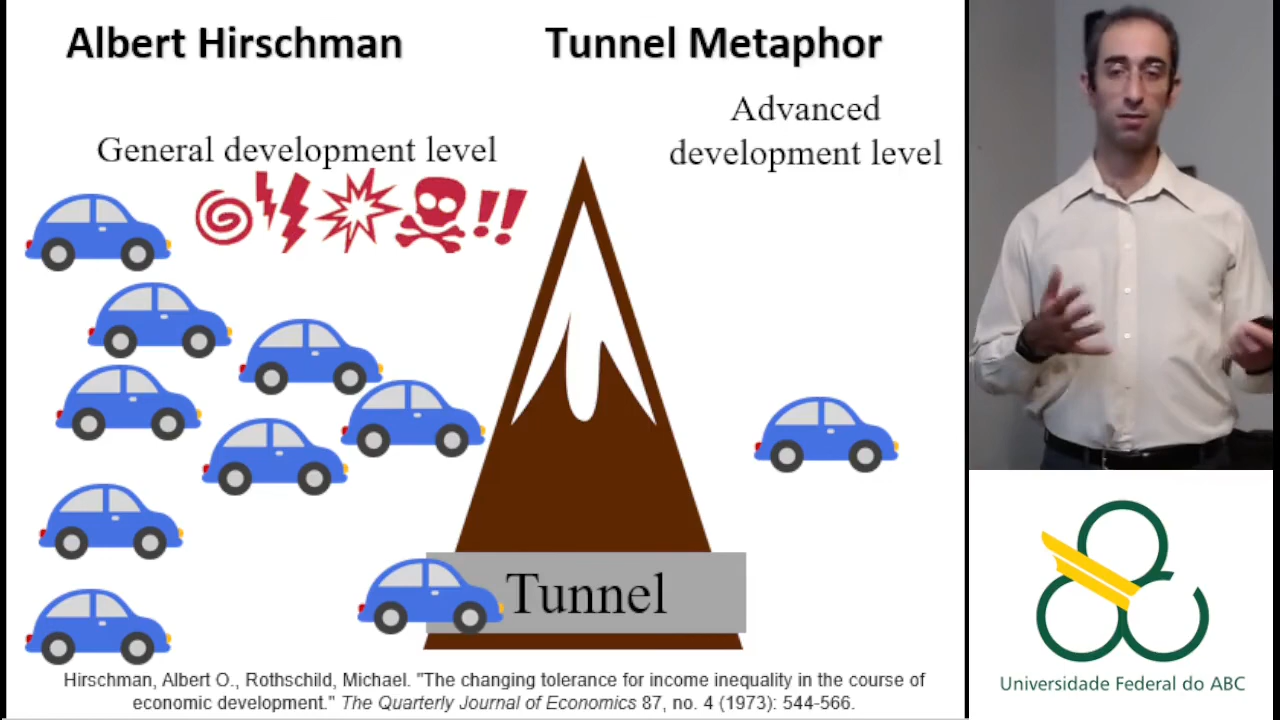 Albert Hirschman
Tunnel Metaphor
Advanced
development level
General development level
Tunnel
Hirschman, Albert O., Rothschild, Michael. "The changing tolerance for income inequality in the course of
economic development." The Quarterly Journal of Economics 87, no. 4 (1973): 544-566.
Universidade Federal do ABC